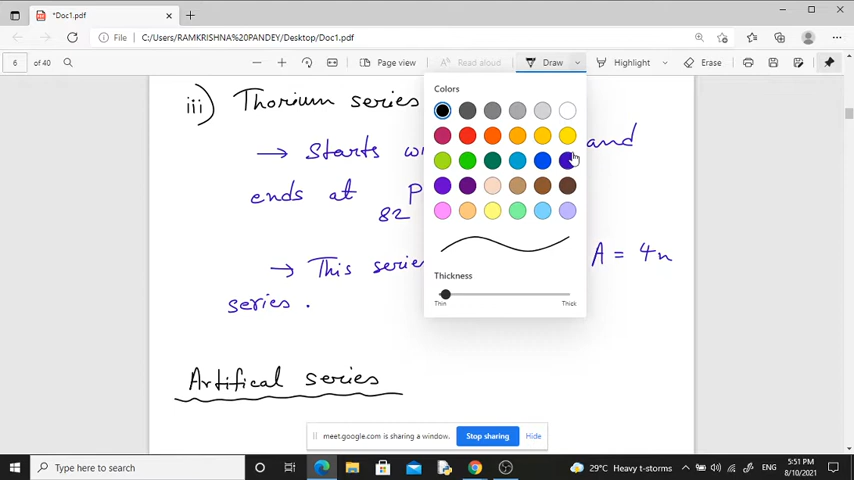 *Doc1.pdf
File C:/Users/RAMKRISHNA %20PANDEY/Desktop/Doc1.pdf
6 of 40 Page view Read aloud Draw Highlight Erase
Colors
iii) Thorium series
→ Starts and
ends at 82 P
→ This A = 4n
series .
Thickness
Thin Thick
Artifical series
meet.google.com is sharing a window. Stop sharing Hide
Type here to search 29°C Heavy t-storms ENG 5:51 PM
8/10/2021